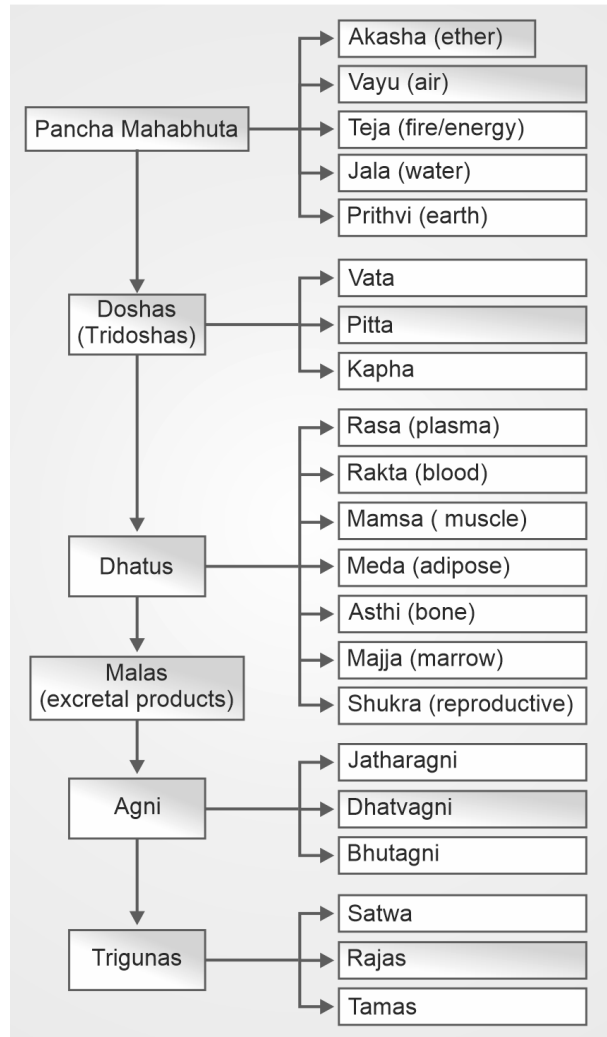 Pancha Mahabhuta
Akasha (ether)
Vayu (air)
Teja (fire/energy)
Jala (water)
Prithvi (earth)
Doshas
(Tridoshas)
Vata
Pitta
Kapha
Dhatus
Rasa (plasma)
Rakta (blood)
Mamsa ( muscle)
Meda (adipose)
Asthi (bone)
Majja (marrow)
Shukra (reproductive)
Malas
(excretal products)
Agni
Jatharagni
Dhatvagni
Bhutagni
Trigunas
Satwa
Rajas
Tamas